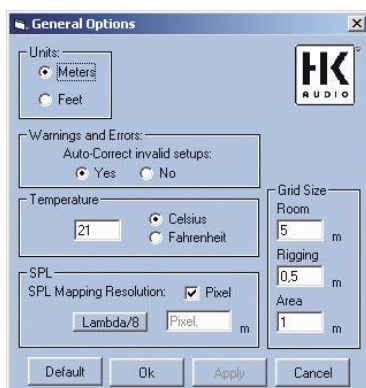 General Options
Units:
Meters
Feet
HK
AUDIO
Warnings and Errors:
Auto-Correct invalid setups:
Yes No
Temperature
21
Celsius
Fahrenheit
Grid Size
Room
5 m
Rigging
0,5 m
Area
1 m
SPL
SPL Mapping Resolution: Pixel
Lambda/8 Pixel. m
Default Ok Apply Cancel